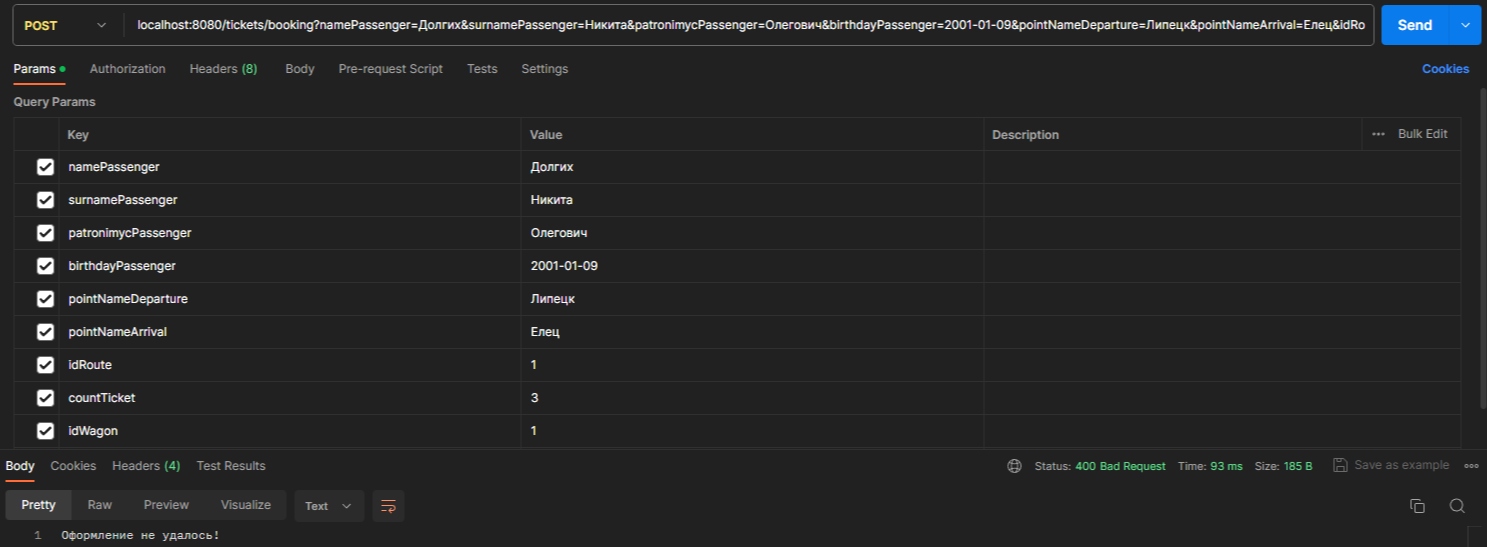 POST localhost:8080/tickets/booking?namePassenger=Долгих&surnamePassenger=Никита&patronimycPassenger=Олегович&birthdayPassenger=2001-01-09&pointNameDeparture=Липецк&pointNameArrival=Елец&idRo Send
Params Authorization Headers (8) Body Pre-request Script Tests Settings Cookies
Query Params
Key Value Description Bulk Edit
namePassenger Долгих
surnamePassenger Никита
patronimycPassenger Олегович
birthdayPassenger 2001-01-09
pointNameDeparture Липецк
pointNameArrival Елец
idRoute 1
countTicket 3
idWagon 1
Body Cookies Headers (4) Test Results Status: 400 Bad Request Time: 93 ms Size: 185 B Save as example
Pretty Raw Preview Visualize Text
1 Оформление не удалось!